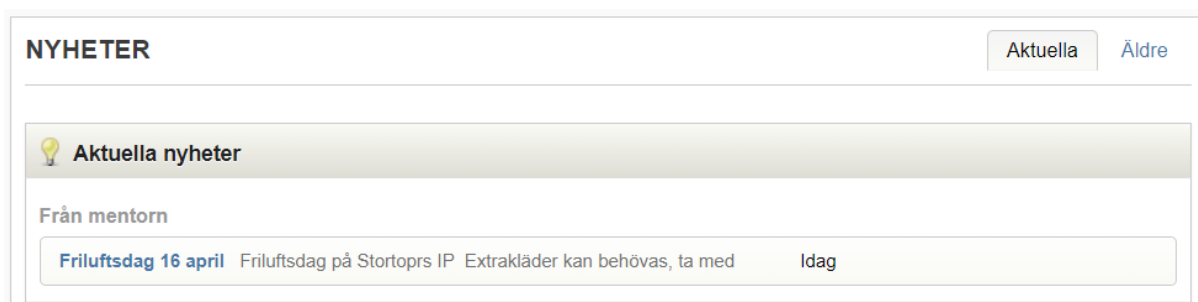 NYHETER
Aktuella Äldre
Aktuella nyheter
Från mentorn
Friluftsdag 16 april Friluftsdag på Stortoprs IP Extrakläder kan behövas, ta med Idag